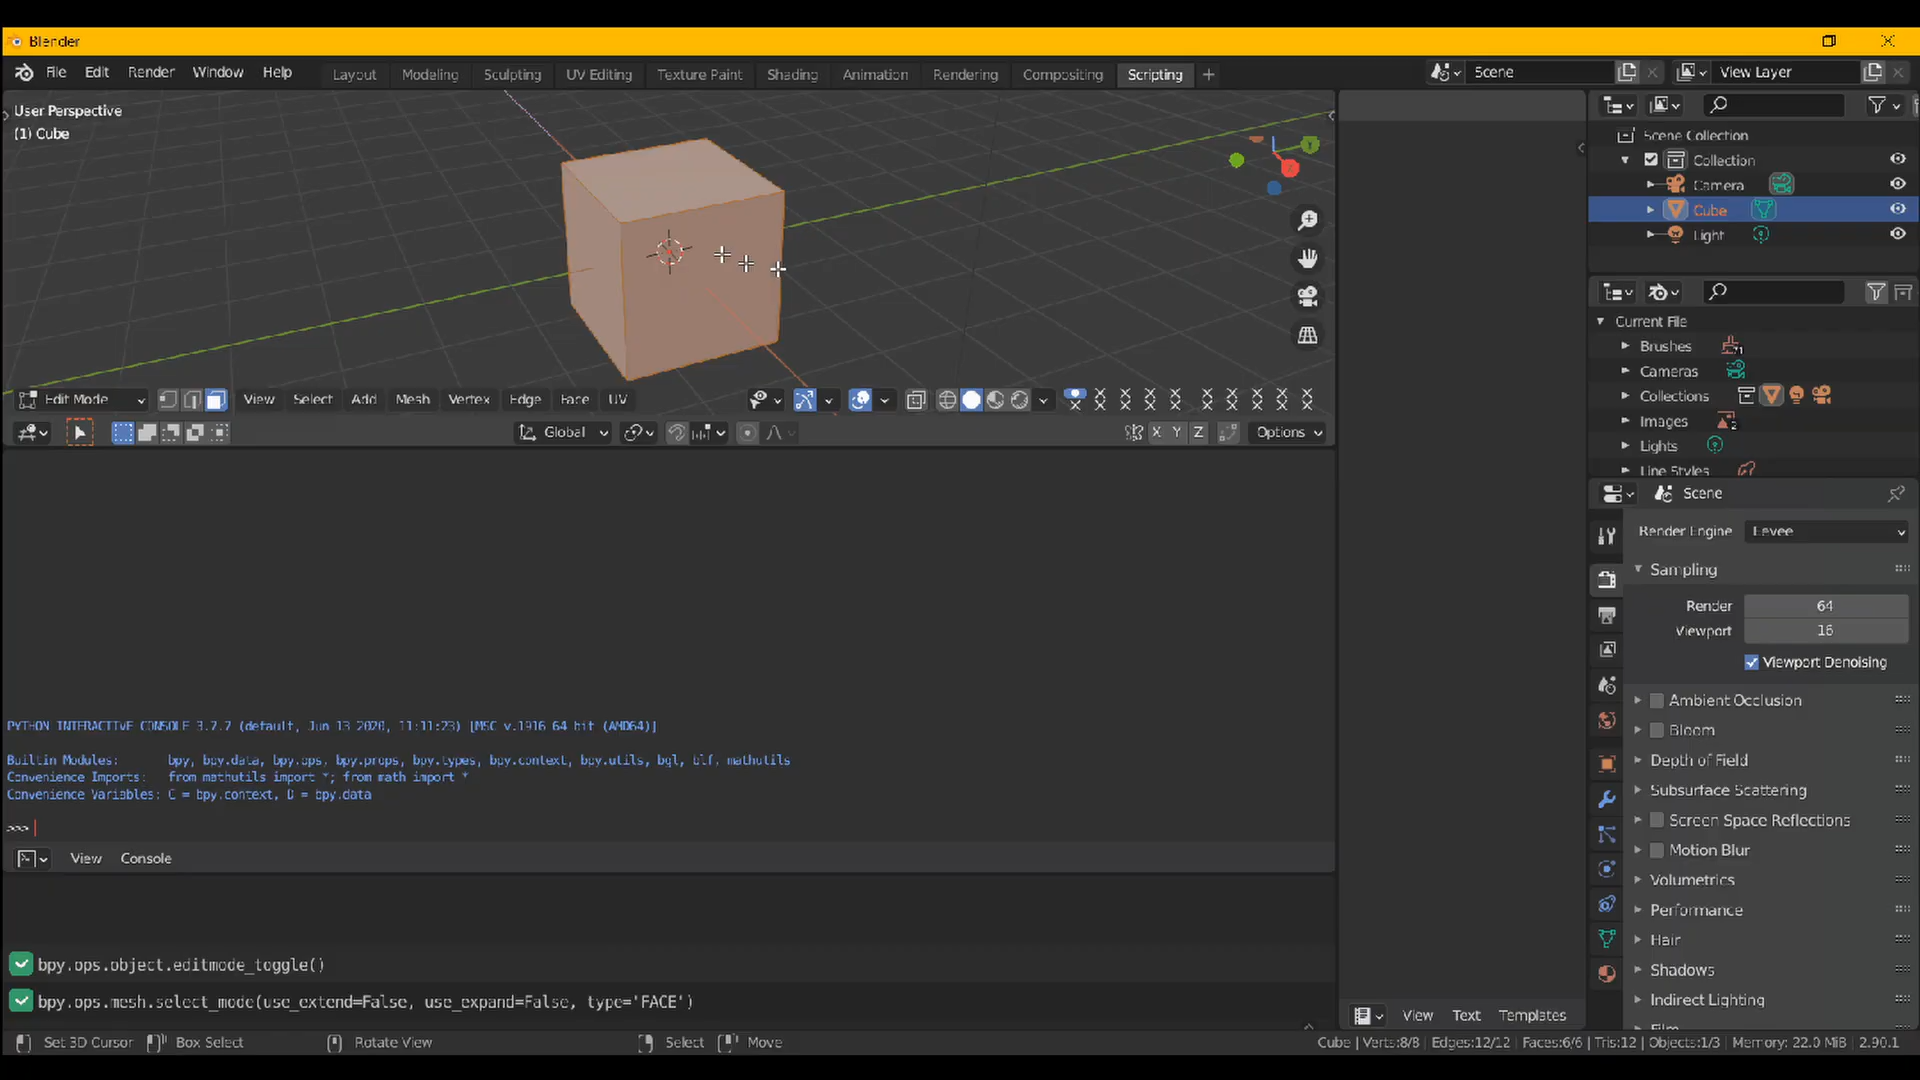 Blender
File Edit Render Window Help Layout Modeling Sculpting UV Editing Texture Paint Shading Animation Rendering Compositing Scripting + Scene View Layer
User Perspective
(1) Cube
Edit Mode View Select Add Mesh Vertex Edge Face UV
Global X Y Z Options
PYTHON INTERACTIVE CONSOLE 3.7.7 (default, Jun 13 2020, 11:11:23) [MSC v.1916 64 bit (AMD64)]
Builtin Modules: bpy, bpy.data, bpy.ops, bpy.props, bpy.types, bpy.context, bpy.utils, bgl, blf, mathutils
Convenience Imports: from mathutils import *; from math import *
Convenience Variables: C = bpy.context, D = bpy.data
>>>
View Console
bpy.ops.object.editmode_toggle()
bpy.ops.mesh.select_mode(use_extend=False, use_expand=False, type='FACE')
View Text Templates
Scene Collection
Collection
Camera
Cube
Light
Current File
Brushes
Cameras
Collections
Images 2
Lights
Line Styles
Scene
Render Engine Eevee
Sampling
Render 64
Viewport 16
Viewport Denoising
Ambient Occlusion
Bloom
Depth of Field
Subsurface Scattering
Screen Space Reflections
Motion Blur
Volumetrics
Performance
Hair
Shadows
Indirect Lighting
Film
Set 3D Cursor Box Select Rotate View Select Move Cube | Verts:8/8 | Edges:12/12 | Faces:6/6 | Tris:12 | Objects:1/3 | Memory: 22.0 MiB | 2.90.1